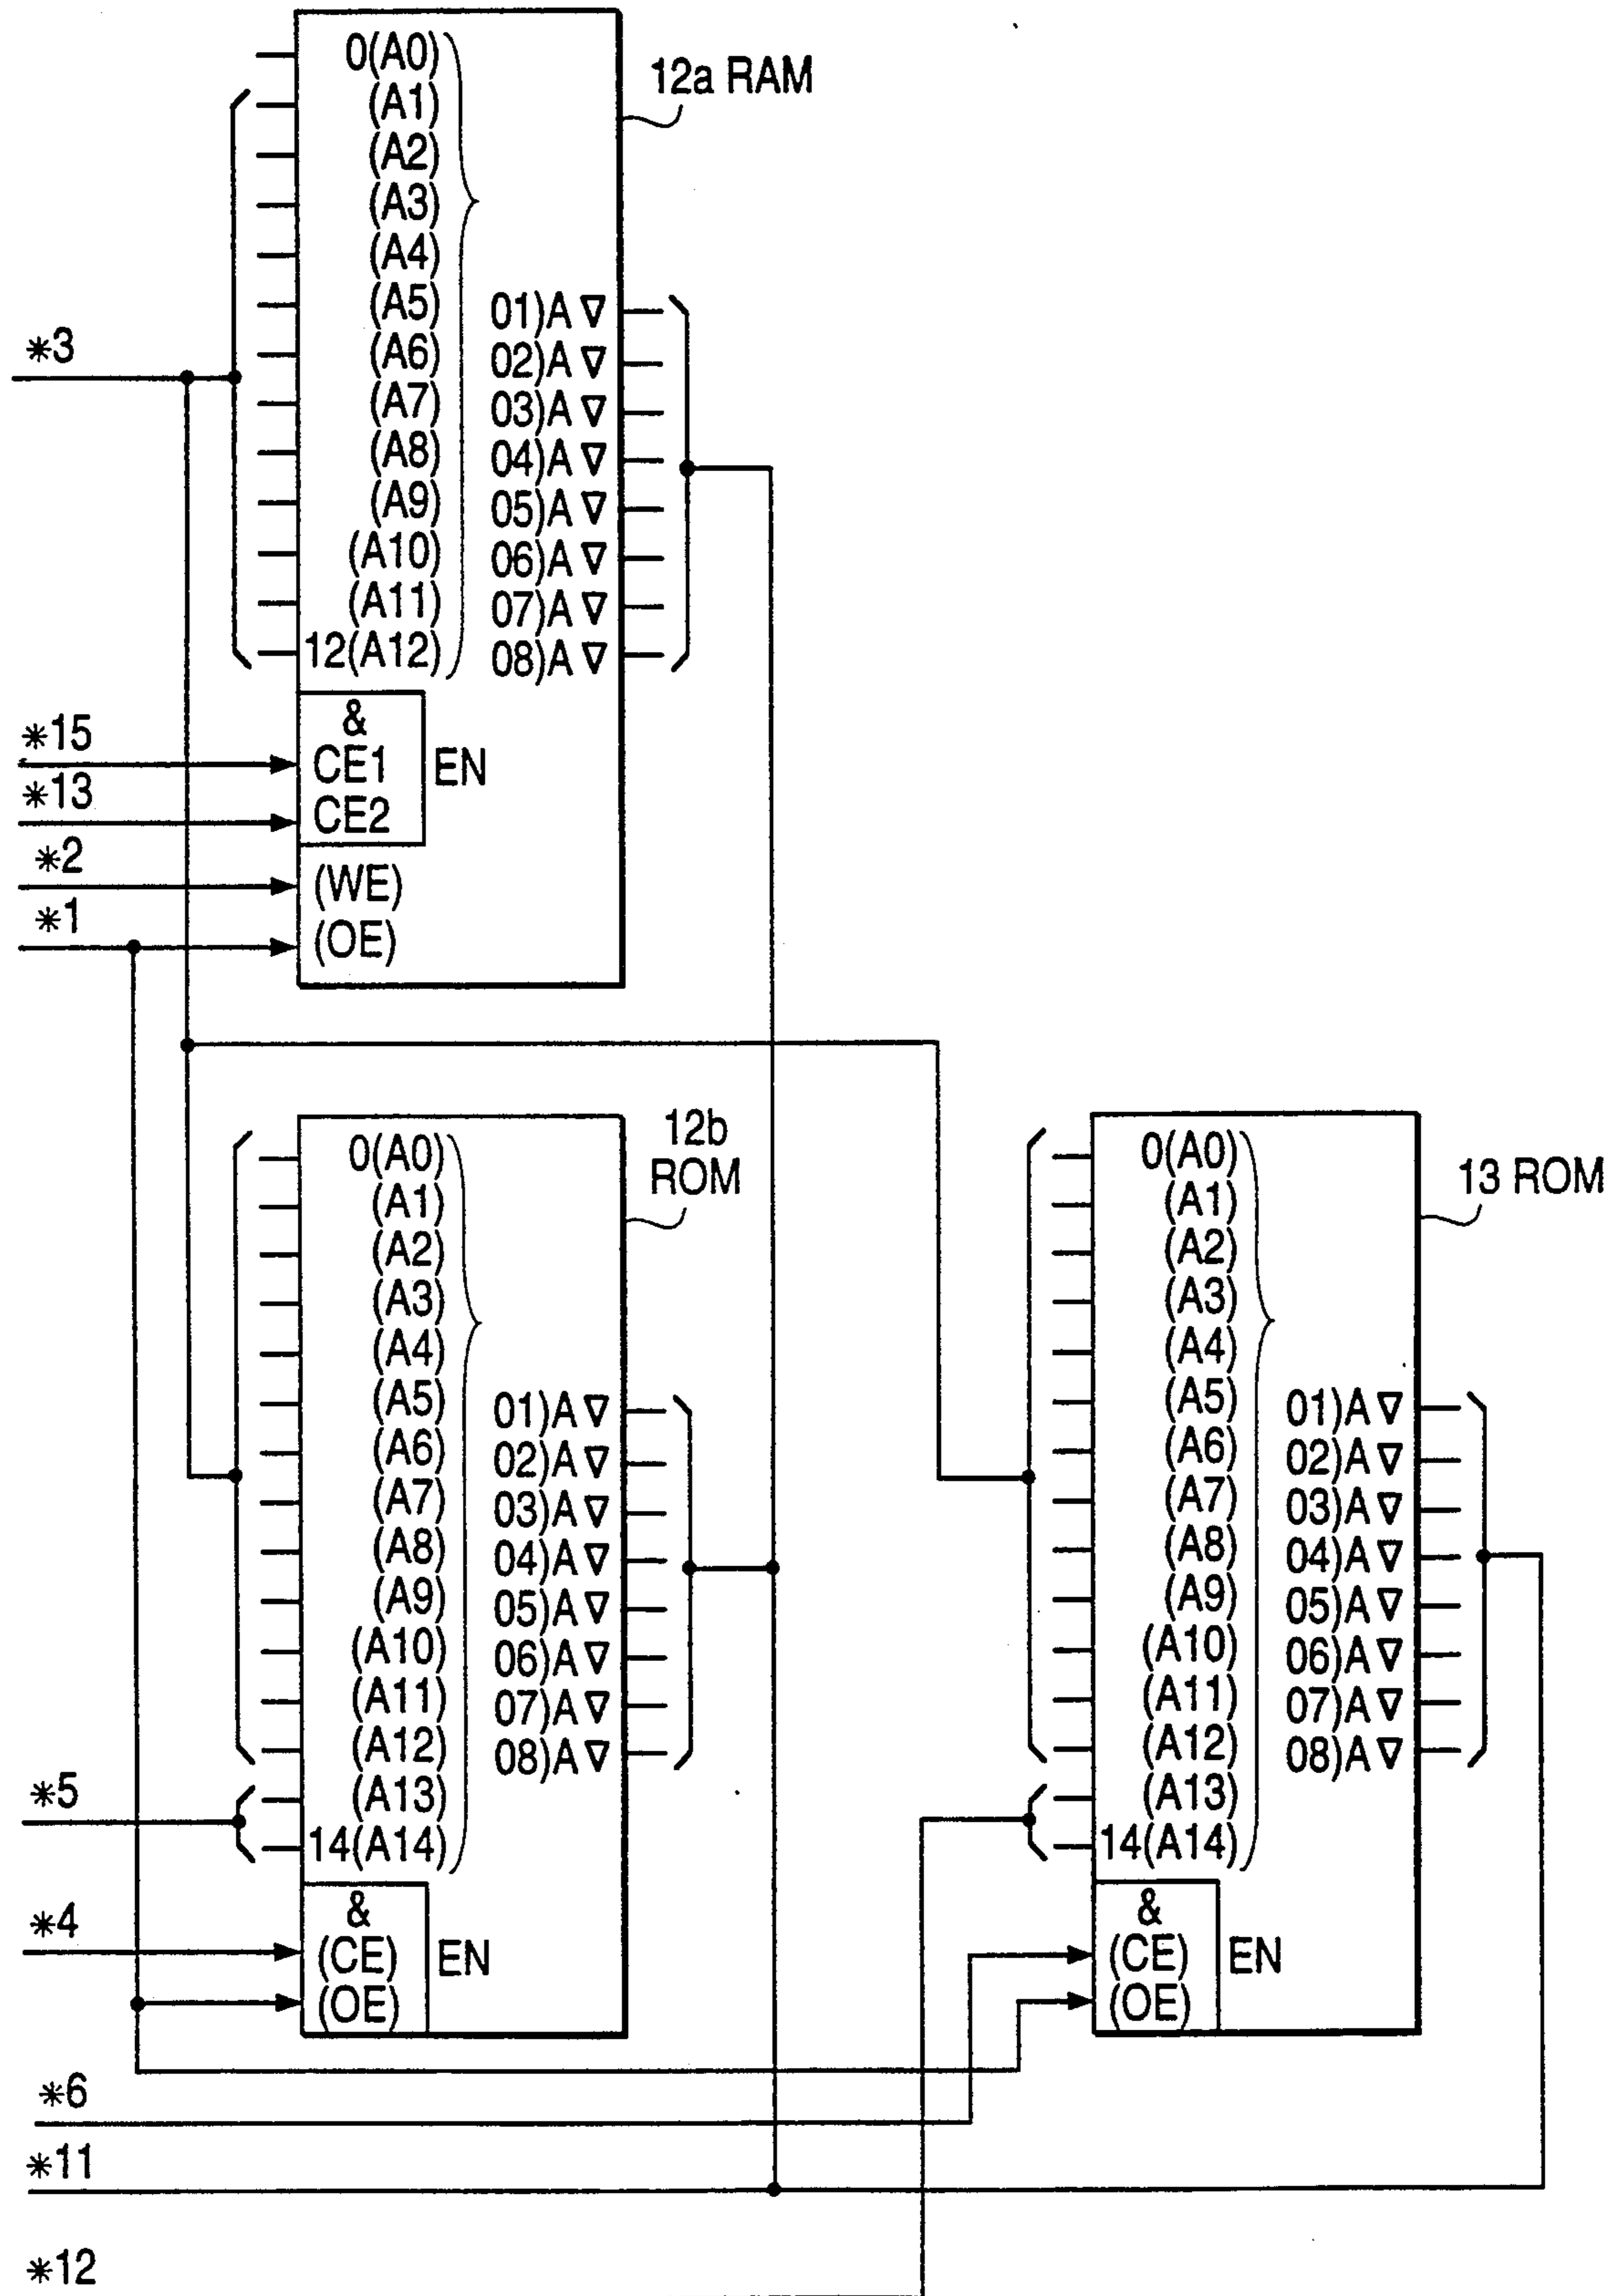 0(A0)
(A1)
(A2)
(A3)
(A4)
(A5)
(A6)
(A7)
(A8)
(A9)
(A10)
(A11)
12(A12)
01)A ∇
02)A ∇
03)A ∇
04)A ∇
05)A ∇
06)A ∇
07)A ∇
08)A ∇
12a RAM
*3
*15
*13
*2
*1
&
CE1
CE2
EN
(WE)
(OE)
12b
ROM
0(A0)
(A1)
(A2)
(A3)
(A4)
(A5)
(A6)
(A7)
(A8)
(A9)
(A10)
(A11)
(A12)
(A13)
14(A14)
01)A ∇
02)A ∇
03)A ∇
04)A ∇
05)A ∇
06)A ∇
07)A ∇
08)A ∇
*5
*4
&
(CE)
(OE)
EN
13 ROM
0(A0)
(A1)
(A2)
(A3)
(A4)
(A5)
(A6)
(A7)
(A8)
(A9)
(A10)
(A11)
(A12)
(A13)
14(A14)
01)A ∇
02)A ∇
03)A ∇
04)A ∇
05)A ∇
06)A ∇
07)A ∇
08)A ∇
&
(CE)
(OE)
EN
*6
*11
*12